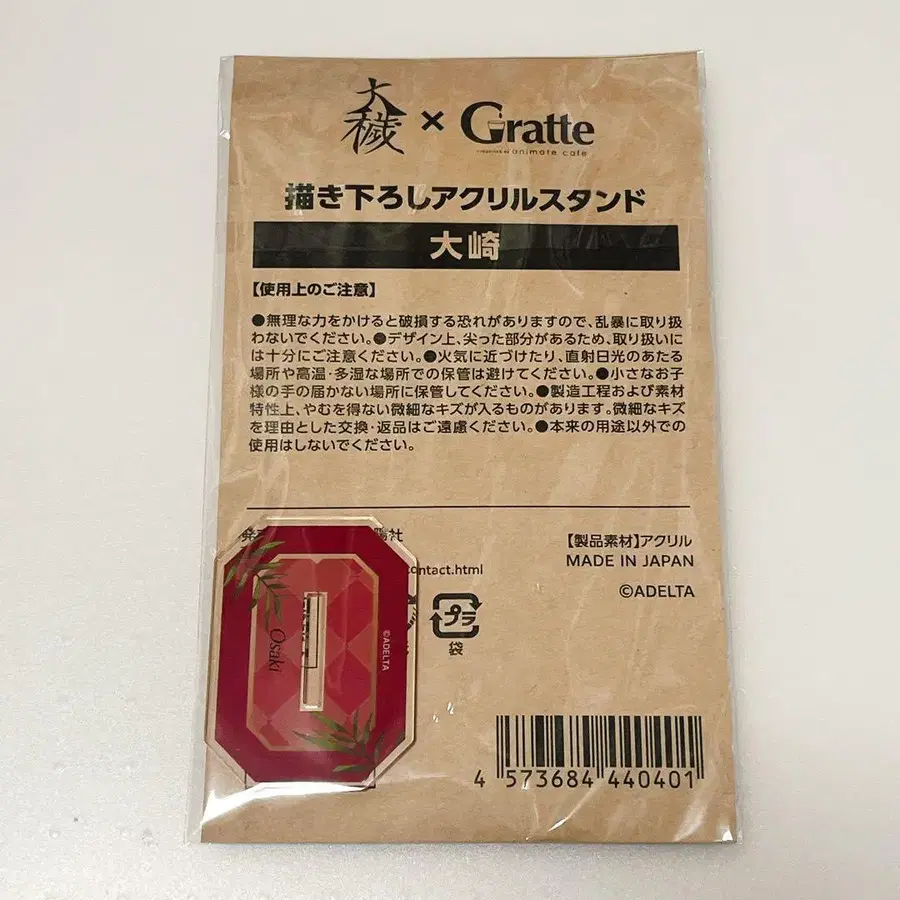 大穢 × Gratte
animate cafe
描き下ろしアクリルスタンド
大崎
【使用上のご注意】
●無理な力をかけると破損する恐れがありますので、乱暴に取り扱
わないでください。●デザイン上、尖った部分があるため、取り扱いに
は十分にご注意ください。●火気に近づけたり、直射日光のあたる
場所や高温・多湿な場所での保管は避けてください。●小さなお子
様の手の届かない場所に保管してください。●製造工程および素材
特性上、やむを得ない微細なキズが入るものがあります。微細なキズ
を理由とした交換・返品はご遠慮ください。●本来の用途以外での
使用はしないでください。
【製品素材】アクリル
MADE IN JAPAN
©ADELTA
contact.html
プラ
袋
Osaki
©ADELTA
4 573684 440401